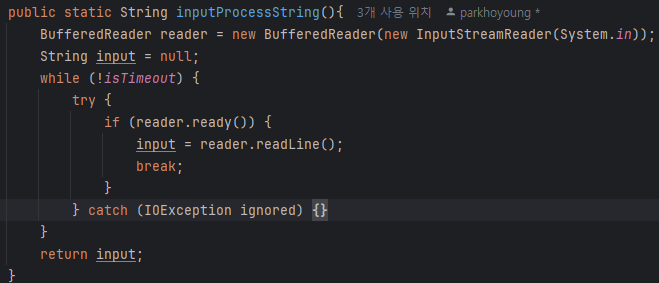 public static String inputProcessString(){ 3개 사용 위치 parkhoyoung *
    BufferedReader reader = new BufferedReader(new InputStreamReader(System.in));
    String input = null;
    while (!isTimeout) {
        try {
            if (reader.ready()) {
                input = reader.readLine();
                break;
            }
        } catch (IOException ignored) {}
    }
    return input;
}